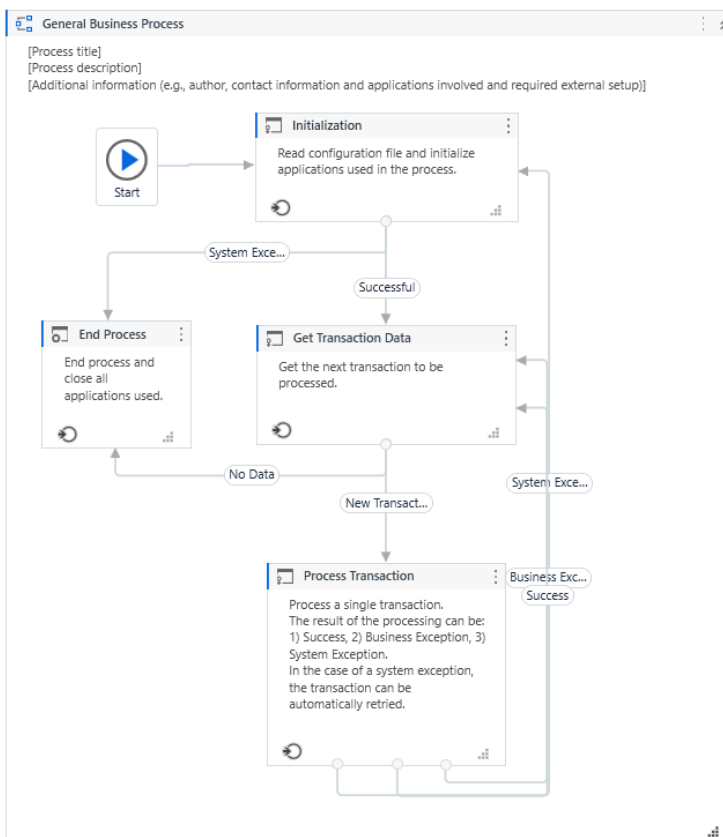 General Business Process
[Process title]
[Process description]
[Additional information (e.g., author, contact information and applications involved and required external setup)]
Initialization
Read configuration file and initialize
applications used in the process.
Start
System Exce...
Successful
End Process
End process and
close all
applications used.
Get Transaction Data
Get the next transaction to be
processed.
No Data
System Exce...
New Transact...
Process Transaction
Process a single transaction.
The result of the processing can be:
1) Success, 2) Business Exception, 3)
System Exception.
In the case of a system exception,
the transaction can be
automatically retried.
Business Exc...
Success